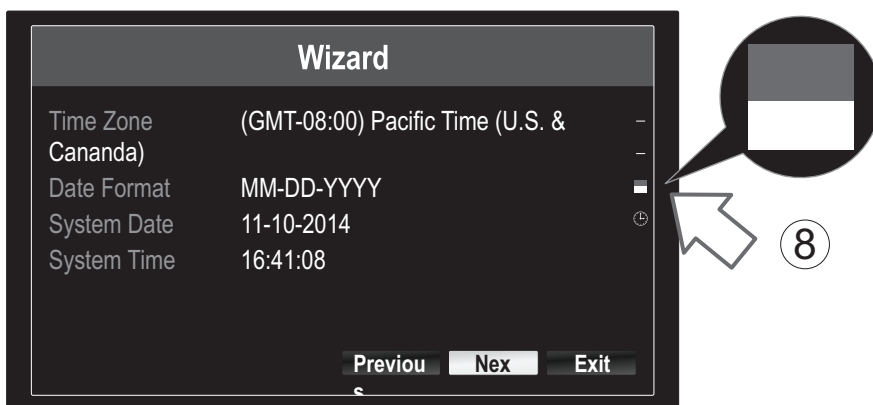 Wizard
Time Zone (GMT-08:00) Pacific Time (U.S. &
Cananda)
Date Format MM-DD-YYYY
System Date 11-10-2014
System Time 16:41:08
8
Previou Nex Exit
s